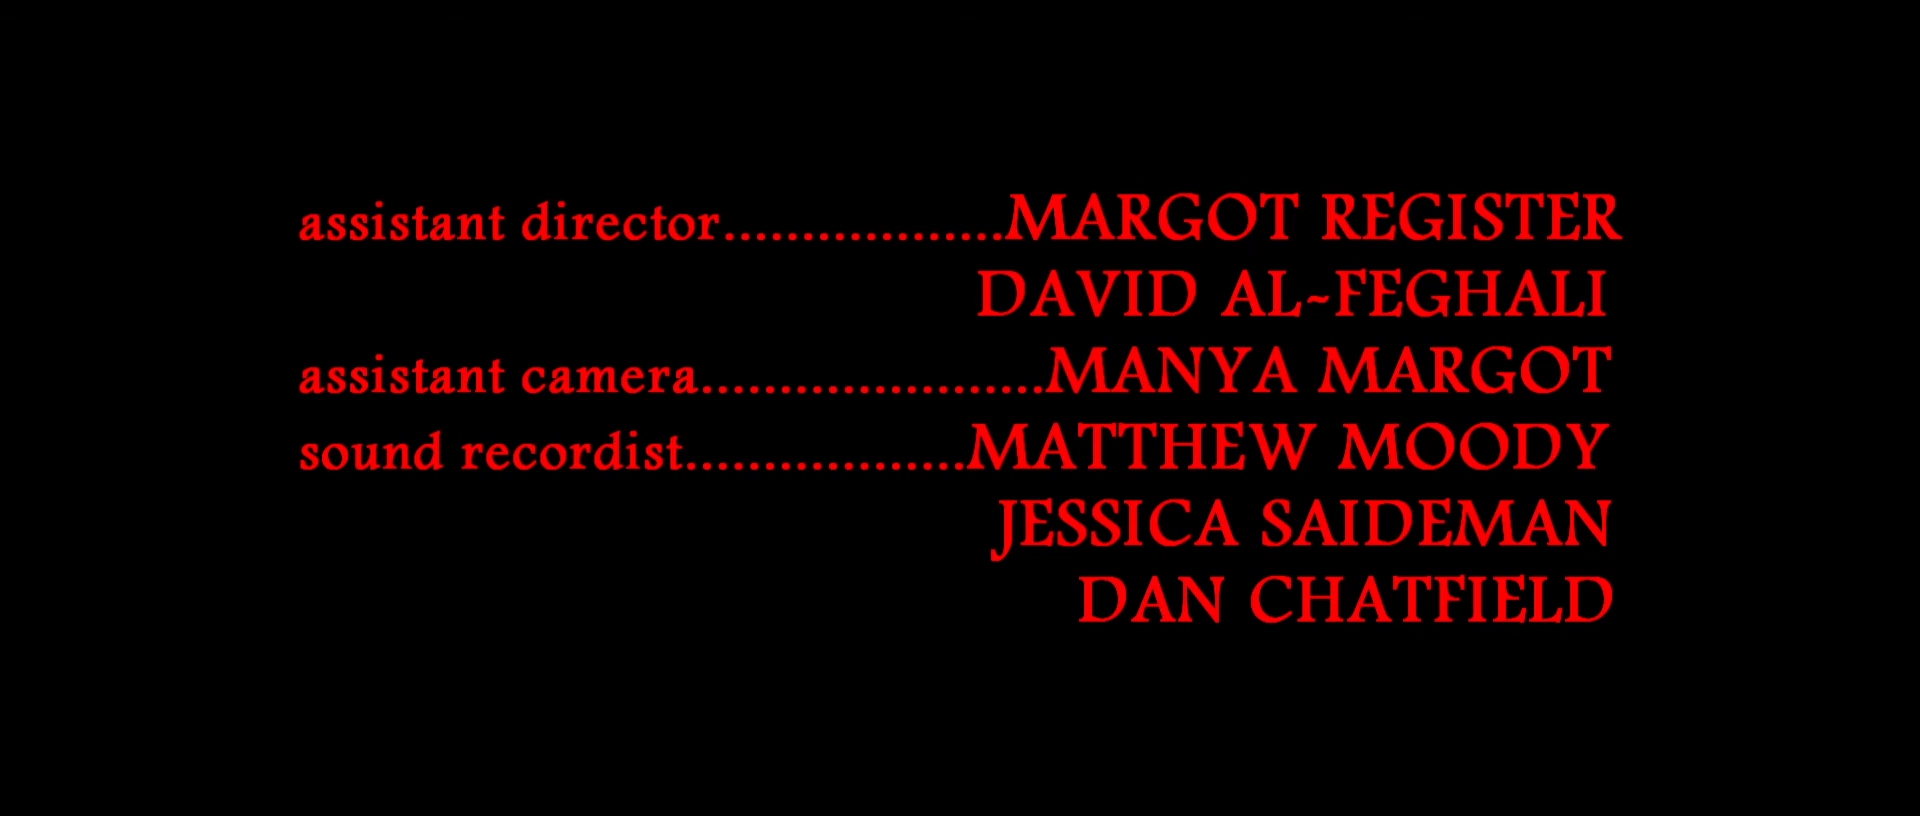 assistant director..................MARGOT REGISTER
DAVID AL~FEGHALI
assistant camera......................MANYA MARGOT
sound recordist..................MATTHEW MOODY
JESSICA SAIDEMAN
DAN CHATFIELD